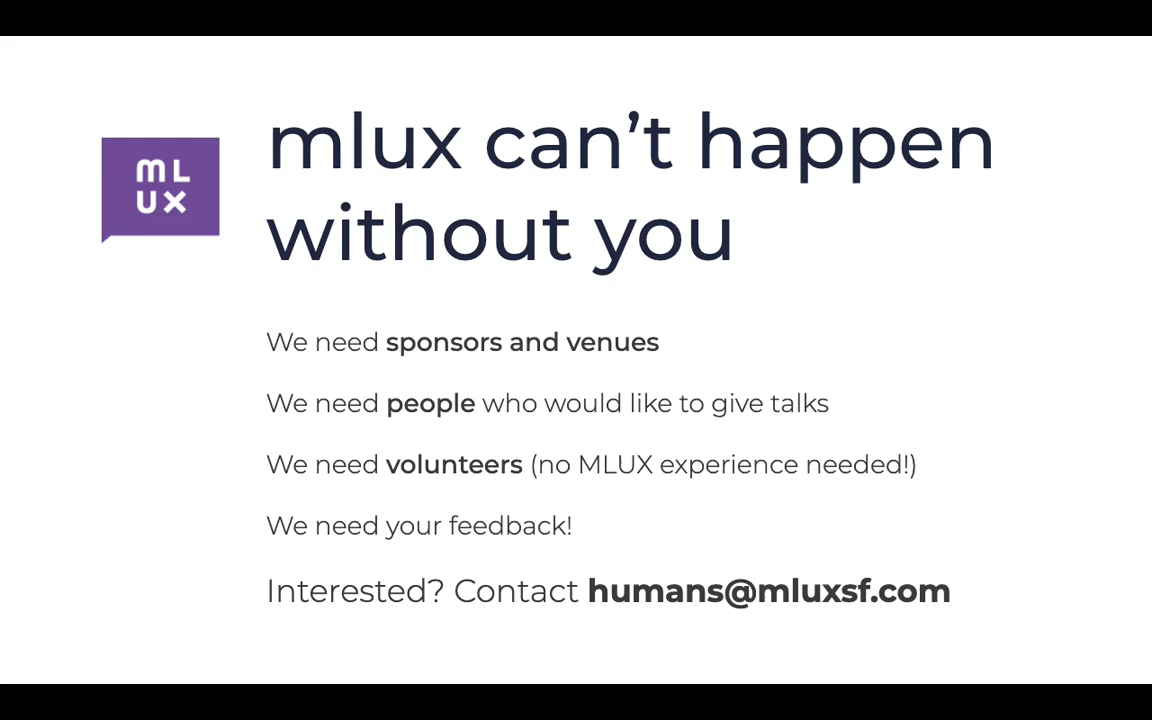 ML
UX
mlux can’t happen
without you
We need sponsors and venues
We need people who would like to give talks
We need volunteers (no MLUX experience needed!)
We need your feedback!
Interested? Contact humans@mluxsf.com